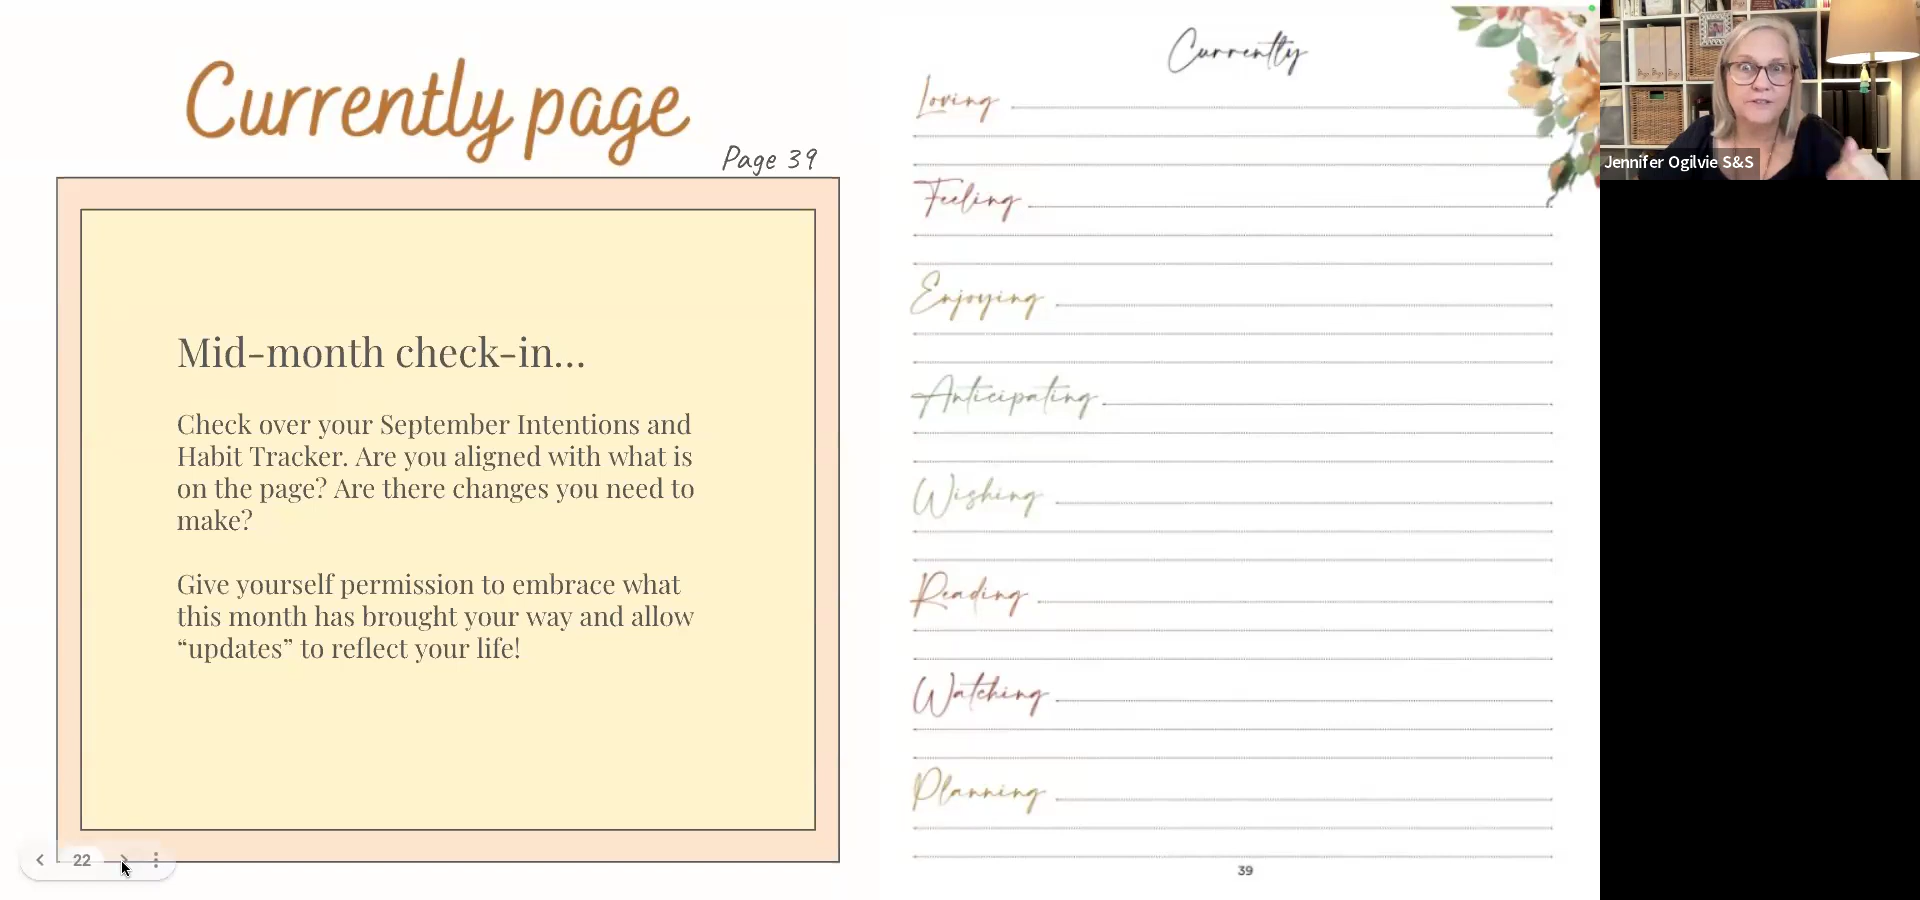 Currently page
Page 39
Mid-month check-in...
Check over your September Intentions and
Habit Tracker. Are you aligned with what is
on the page? Are there changes you need to
make?
Give yourself permission to embrace what
this month has brought your way and allow
“updates” to reflect your life!
22
Currently
Loving
Feeling
Enjoying
Anticipating
Wishing
Reading
Watching
Planning
39
Jennifer Ogilvie S&S